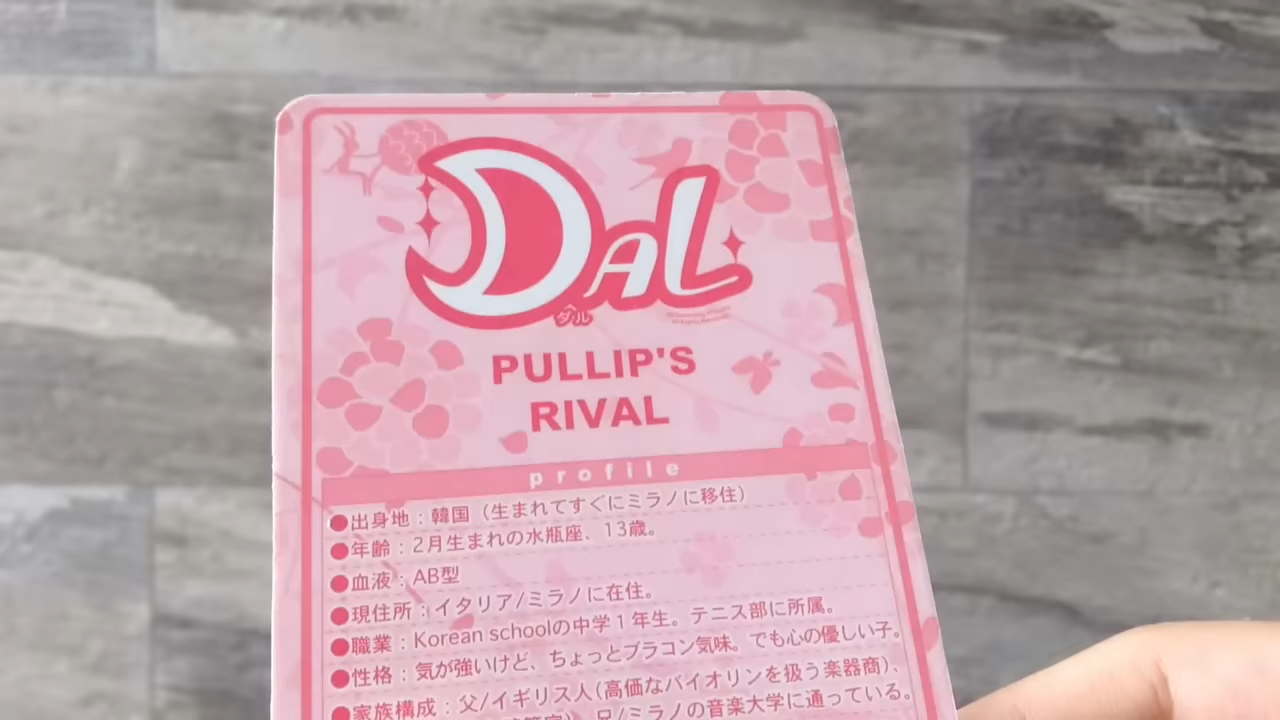 DAL
ダル
PULLIP'S
RIVAL
profile
●出身地：韓国（生まれてすぐにミラノに移住）
●年齢：2月生まれの水瓶座、13歳。
●血液：AB型
●現住所：イタリア/ミラノに在住。
●職業：Korean schoolの中学１年生。テニス部に所属。
●性格：気が強いけど、ちょっとブラコン気味。でも心の優しい子。
●家族構成：父/イギリス人（高価なバイオリンを扱う楽器商）、
兄/ミラノの音楽大学に通っている。